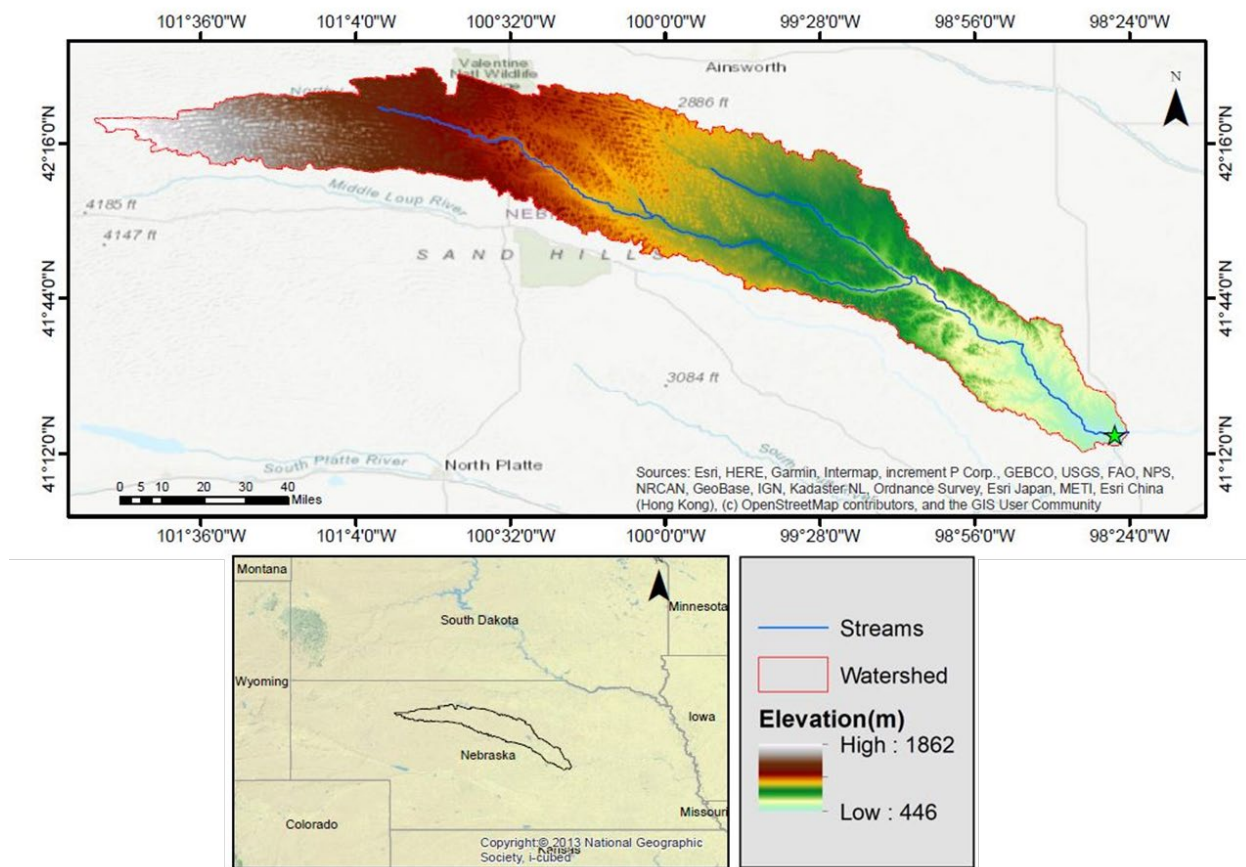 101°36'0"W 101°4'0"W 100°32'0"W 100°0'0"W 99°28'0"W 98°56'0"W 98°24'0"W
Valentine
Natl Wildlife
Ainsworth
N
2886 ft
42°16'0"N
42°16'0"N
Middle Loup River
4185 ft
4147 ft
SAND HILLS
41°44'0"N
41°44'0"N
3084 ft
41°12'0"N
41°12'0"N
South Platte River
North Platte
0 5 10 20 30 40
Miles
Sources: Esri, HERE, Garmin, Intermap, increment P Corp., GEBCO, USGS, FAO, NPS,
NRCAN, GeoBase, IGN, Kadaster NL, Ordnance Survey, Esri Japan, METI, Esri China
(Hong Kong), (c) OpenStreetMap contributors, and the GIS User Community
101°36'0"W 101°4'0"W 100°32'0"W 100°0'0"W 99°28'0"W 98°56'0"W 98°24'0"W
Montana
South Dakota
Minnesota
Wyoming
Iowa
Nebraska
Missouri
Colorado
Kansas
Copyright:© 2013 National Geographic
Society, i-cubed
Streams
Watershed
Elevation(m)
High : 1862
Low : 446